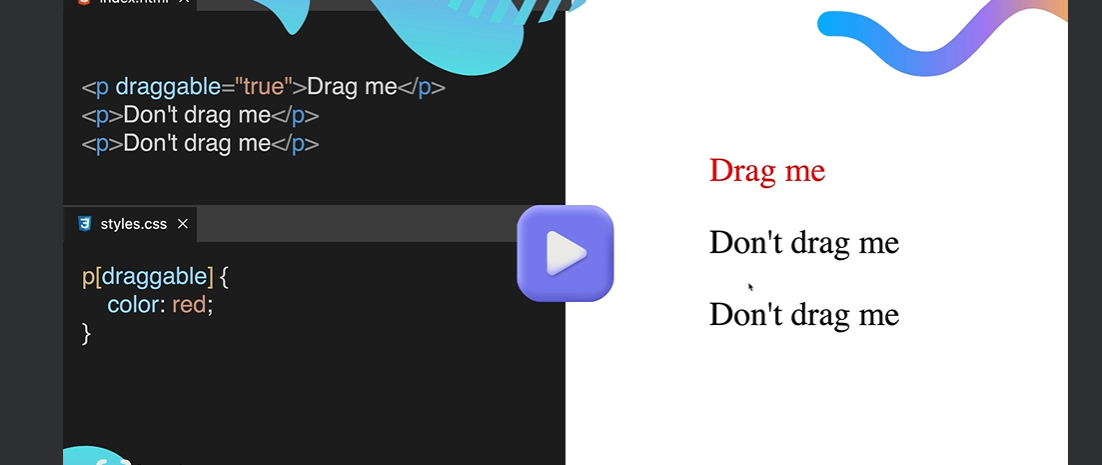 index.html ×
<p draggable="true">Drag me</p>
<p>Don't drag me</p>
<p>Don't drag me</p>
styles.css ×
p[draggable] {
    color: red;
}
Drag me
Don't drag me
Don't drag me